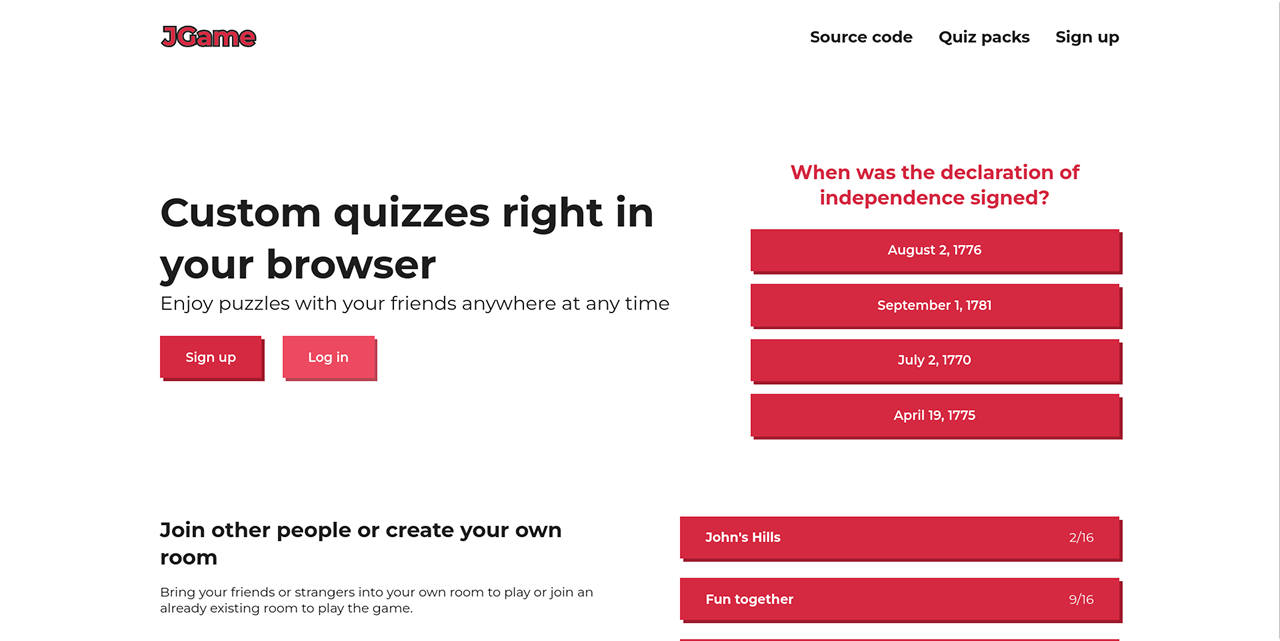 JGame
Source code
Quiz packs
Sign up
Custom quizzes right in
your browser
Enjoy puzzles with your friends anywhere at any time
Sign up
Log in
When was the declaration of
independence signed?
August 2, 1776
September 1, 1781
July 2, 1770
April 19, 1775
Join other people or create your own
room
Bring your friends or strangers into your own room to play or join an
already existing room to play the game.
John's Hills 2/16
Fun together 9/16